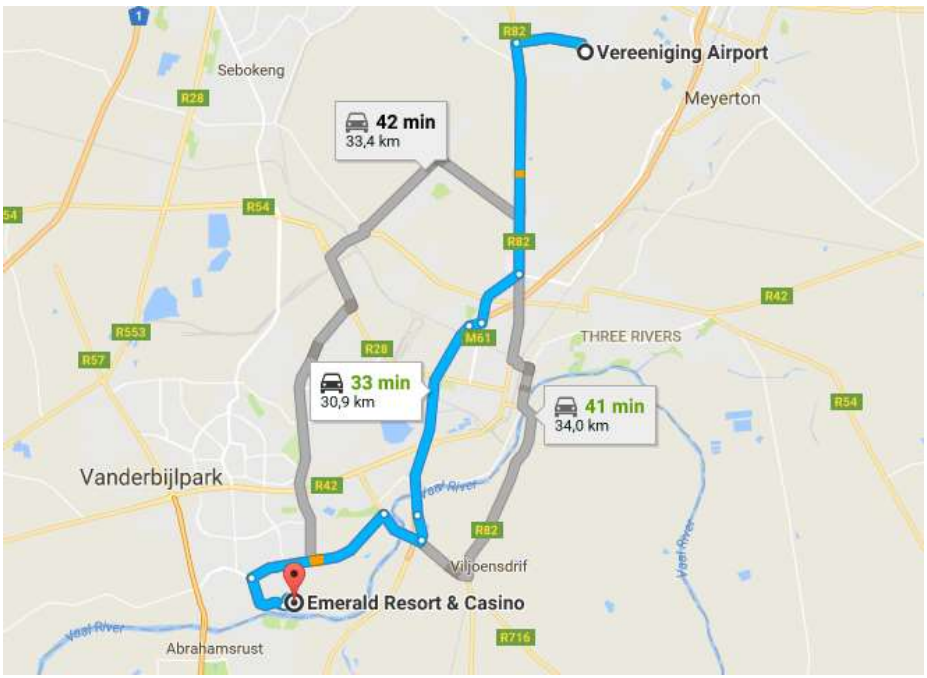 1
R82
Vereeniging Airport
Sebokeng
R28
Meyerton
42 min
33,4 km
54
R54
R82
R42
R553
M61
THREE RIVERS
R57
R28
33 min
30,9 km
41 min
34,0 km
R54
Vanderbijlpark
R42
Vaal River
R82
Vaal River
Viljoensdrif
Emerald Resort & Casino
Vaal River
R716
Abrahamsrust